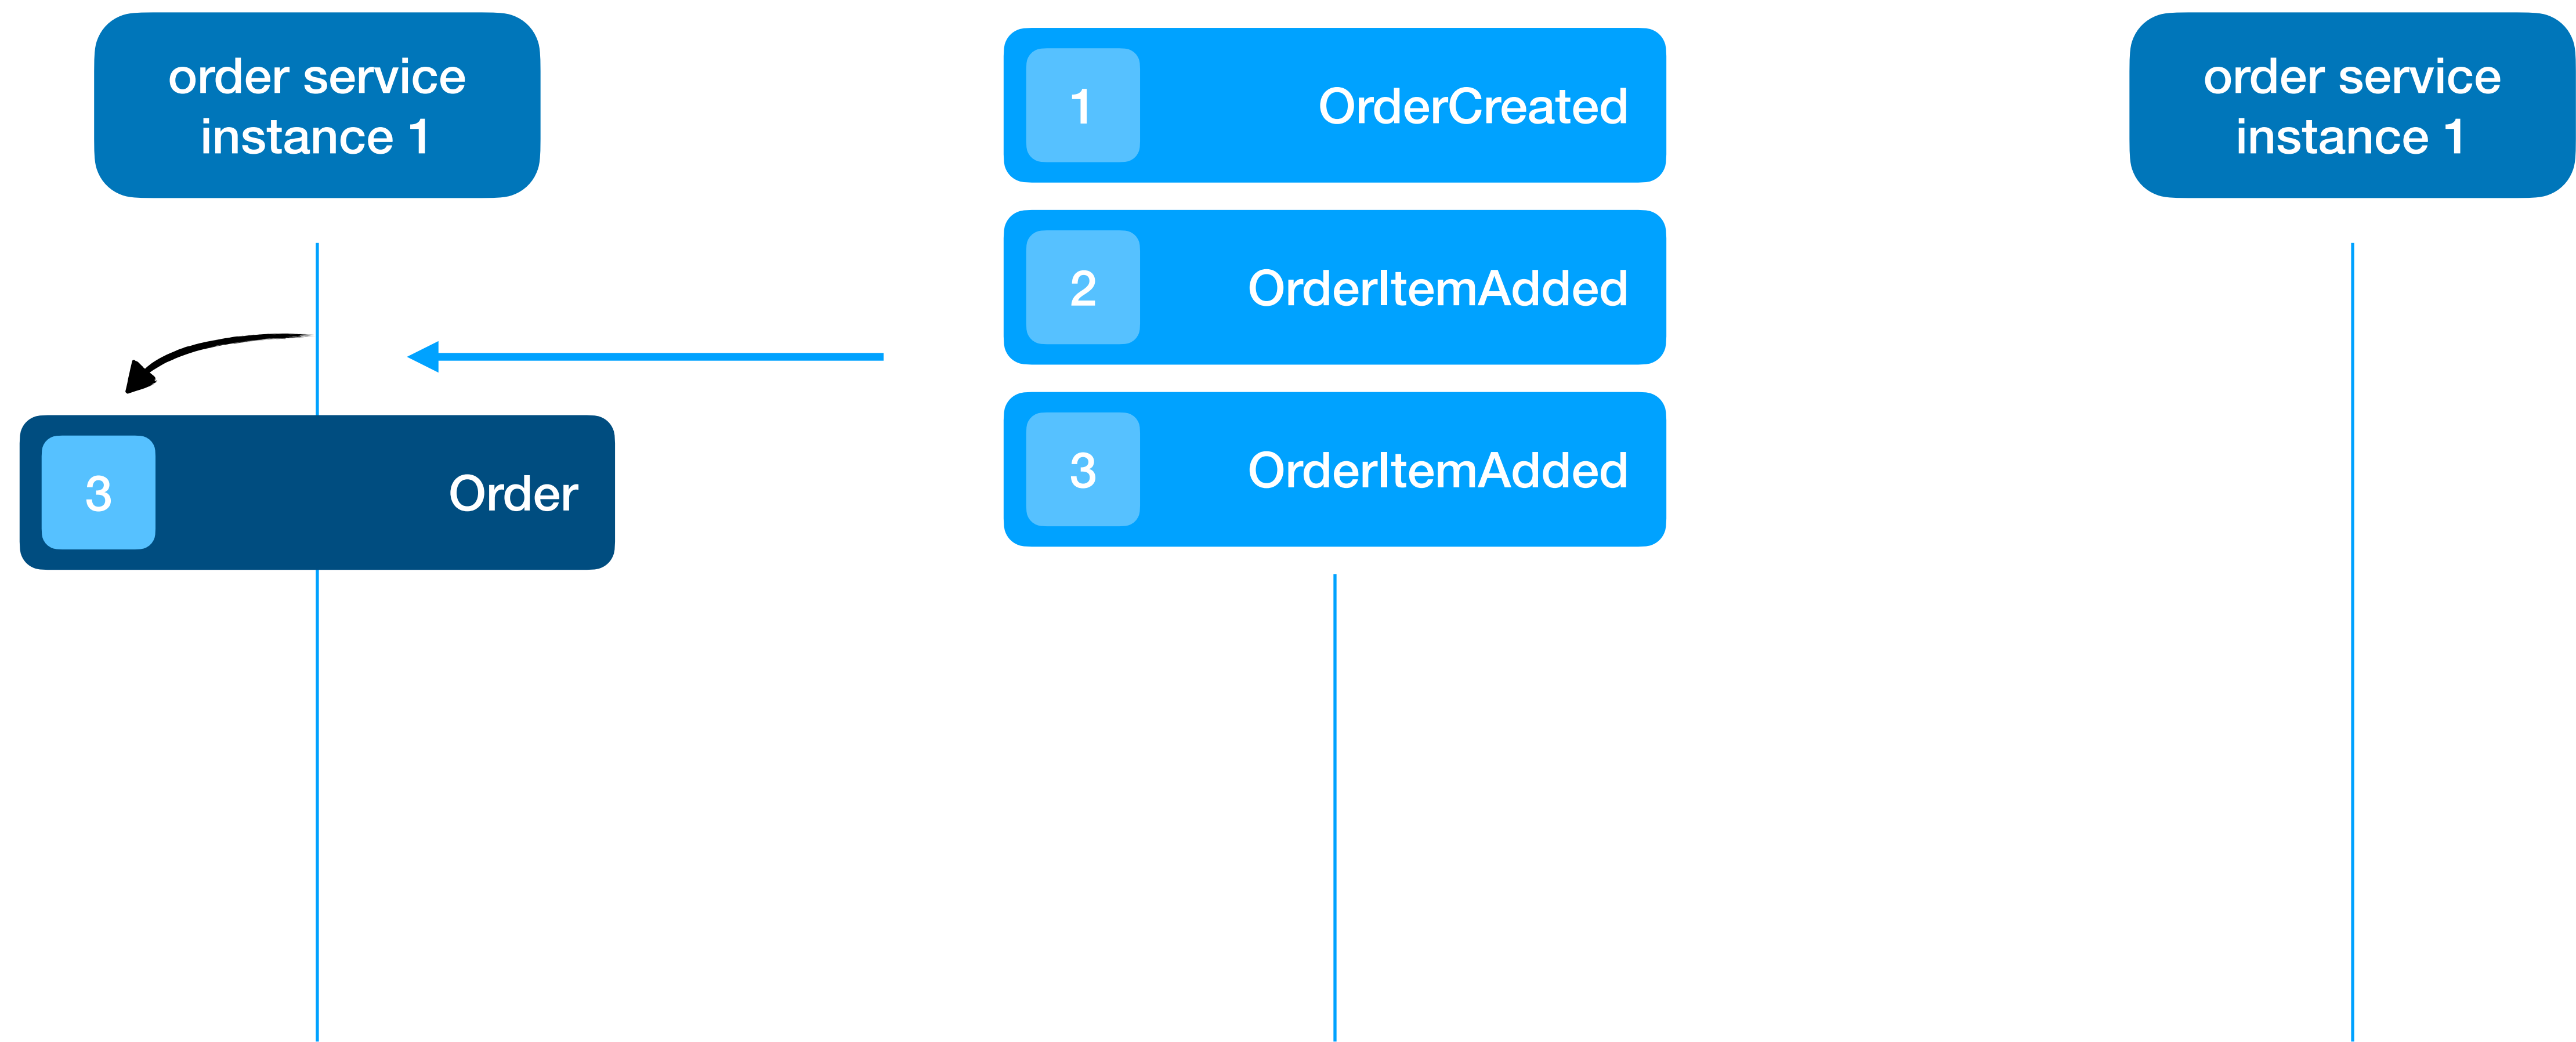 order service
instance 1
1
OrderCreated
order service
instance 1
2
OrderItemAdded
3
OrderItemAdded
3
Order